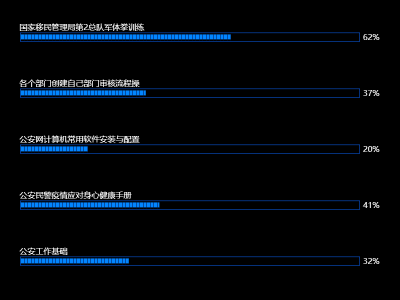 国家移民管理局第2总队军体拳训练
62%
各个部门创建自己部门审核流程操
37%
公安网计算机常用软件安装与配置
20%
公安民警疫情应对身心健康手册
41%
公安工作基础
32%